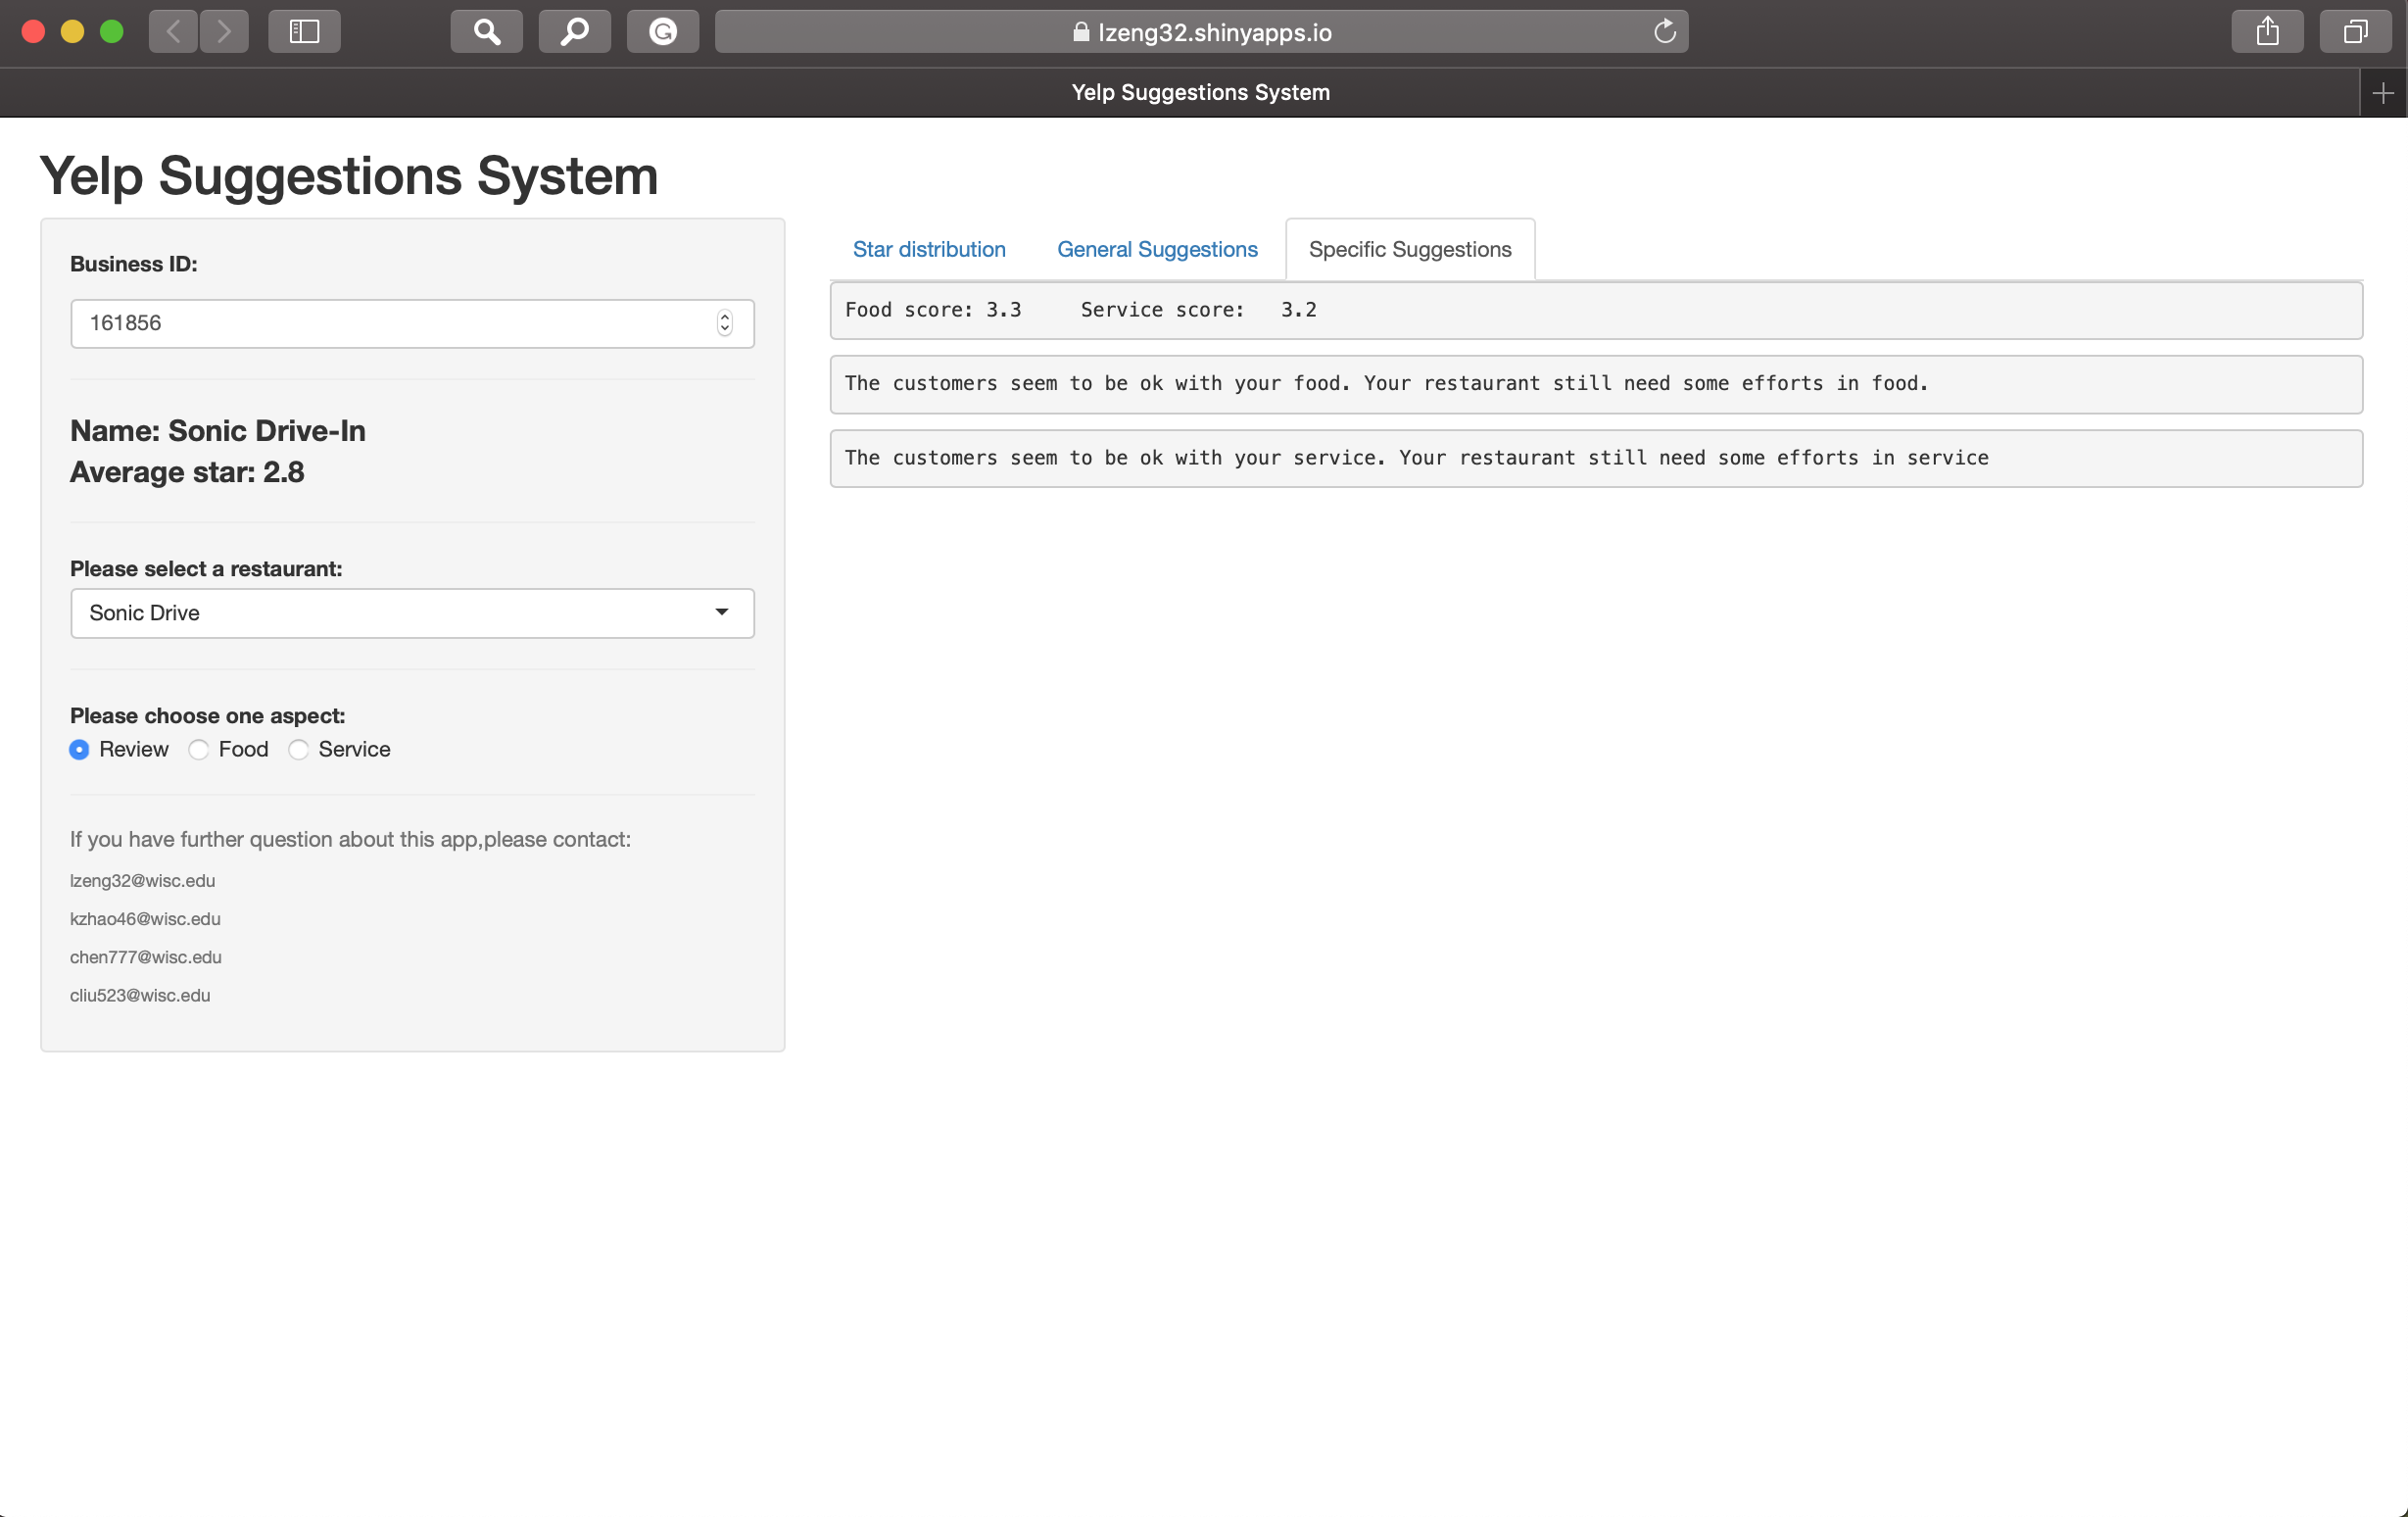 lzeng32.shinyapps.io
Yelp Suggestions System
Yelp Suggestions System
Business ID:
161856
Name: Sonic Drive-In
Average star: 2.8
Please select a restaurant:
Sonic Drive
Please choose one aspect:
Review Food Service
If you have further question about this app,please contact:
lzeng32@wisc.edu
kzhao46@wisc.edu
chen777@wisc.edu
cliu523@wisc.edu
Star distribution General Suggestions Specific Suggestions
Food score: 3.3 Service score: 3.2
The customers seem to be ok with your food. Your restaurant still need some efforts in food.
The customers seem to be ok with your service. Your restaurant still need some efforts in service